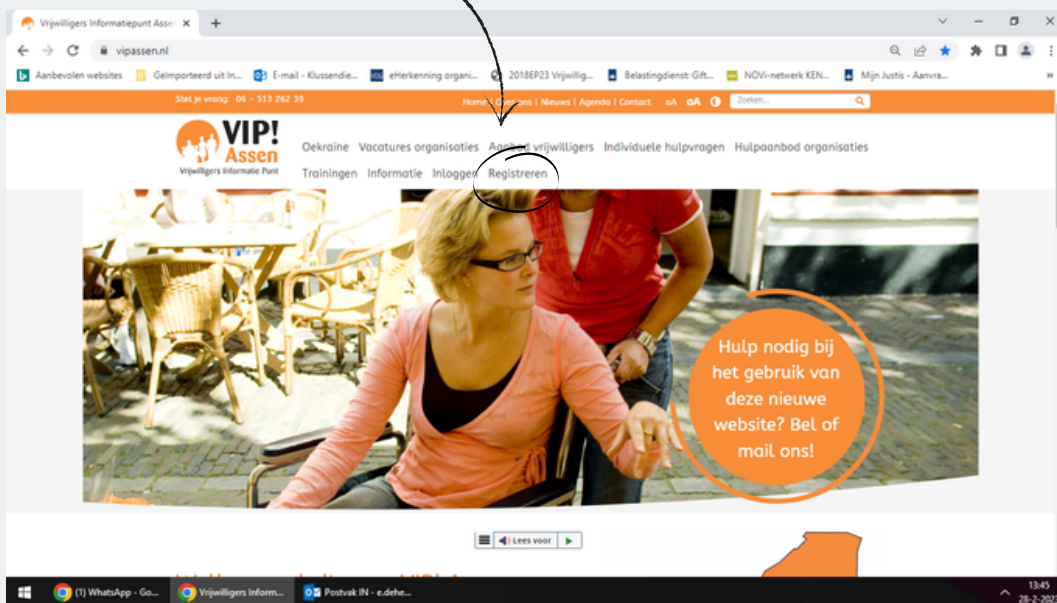 Vrijwilligers Informatiepunt Asse
vipassen.nl
Aanbevolen websites Geïmporteerd uit In... E-mail - Klussendie... eHerkenning organi... 2018EP23 Vrijwillig... Belastingdienst: Gift... NOVi-netwerk KEN... Mijn Justis - Aanvra... »
Stel je vraag: 06 - 513 262 39 Home | Over ons | Nieuws | Agenda | Contact oA oA Zoeken...
VIP!
Assen
Vrijwilligers Informatie Punt
Oekraïne Vacatures organisaties Aanbod vrijwilligers Individuele hulpvragen Hulpaanbod organisaties
Trainingen Informatie Inloggen Registreren
Hulp nodig bij
het gebruik van
deze nieuwe
website? Bel of
mail ons!
Lees voor
(1) WhatsApp - Go... Vrijwilligers Inform... Postvak IN - e.dehe...
13:45
28-2-202